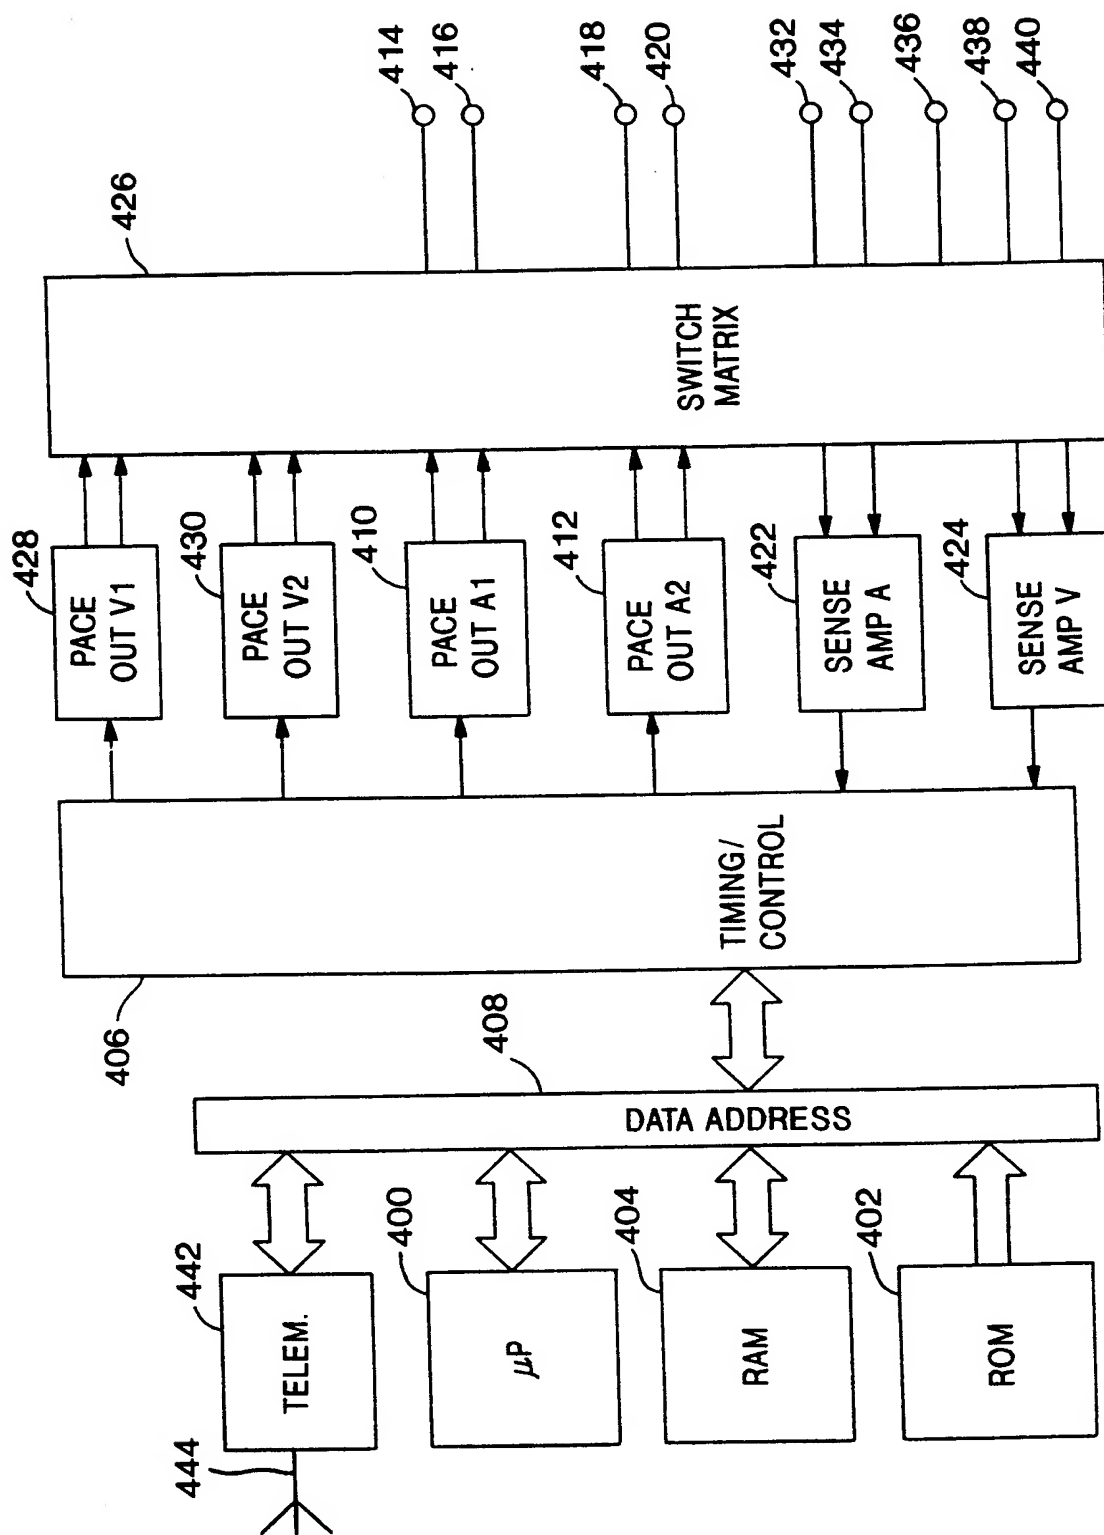 444
442
TELEM.
400
μP
404
RAM
402
ROM
408
DATA ADDRESS
406
TIMING/
CONTROL
428
PACE
OUT V1
430
PACE
OUT V2
410
PACE
OUT A1
412
PACE
OUT A2
422
SENSE
AMP A
424
SENSE
AMP V
426
SWITCH
MATRIX
414
416
418
420
432
434
436
438
440